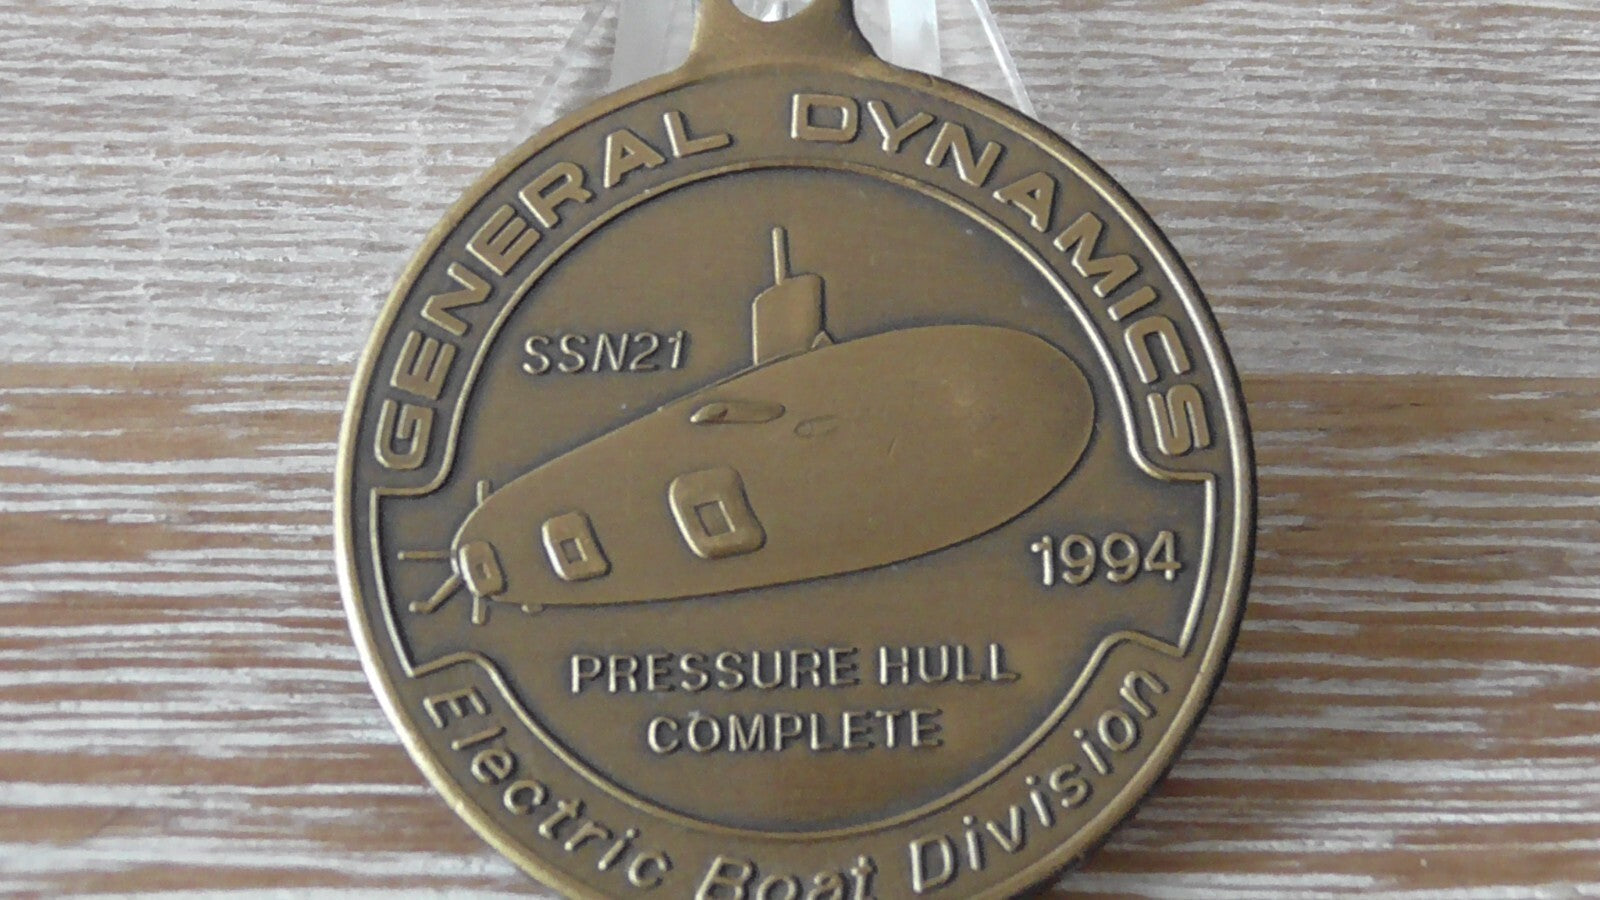 GENERAL DYNAMICS
SSN21
1994
PRESSURE HULL
COMPLETE
Electric Boat Division